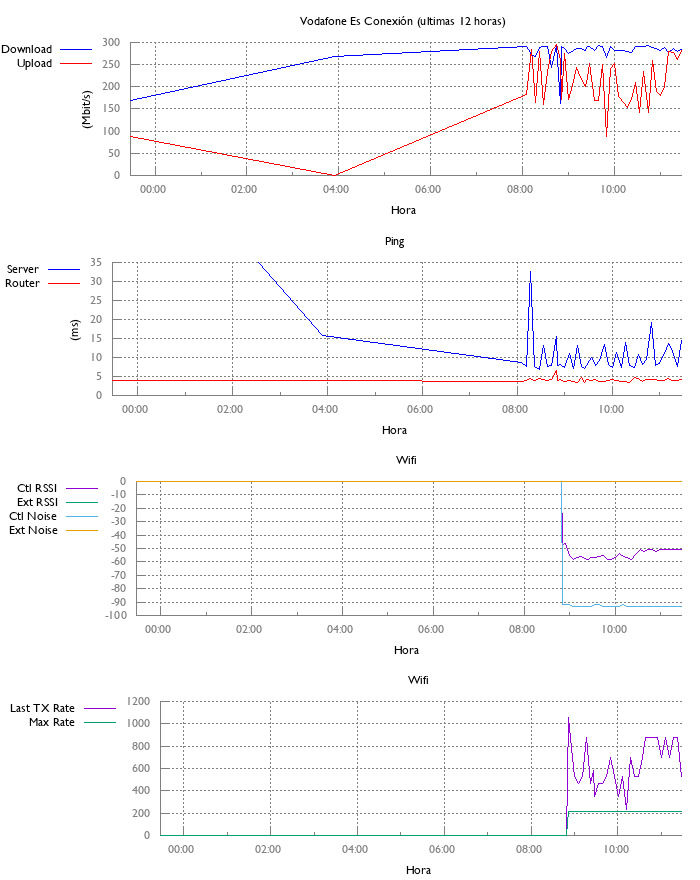 Vodafone Es Conexión (ultimas 12 horas)
Download
Upload
300
250
200
150
100
50
0
(Mbit/s)
00:00 02:00 04:00 06:00 08:00 10:00
Hora
Ping
Server
Router
35
30
25
20
15
10
5
0
(ms)
00:00 02:00 04:00 06:00 08:00 10:00
Hora
Wifi
Ctl RSSI
Ext RSSI
Ctl Noise
Ext Noise
0
-10
-20
-30
-40
-50
-60
-70
-80
-90
-100
00:00 02:00 04:00 06:00 08:00 10:00
Hora
Wifi
Last TX Rate
Max Rate
1200
1000
800
600
400
200
0
00:00 02:00 04:00 06:00 08:00 10:00
Hora